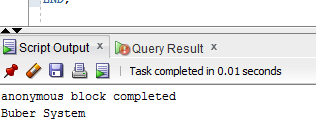 END;
Script Output x Query Result x
Task completed in 0.01 seconds
anonymous block completed
Buber System